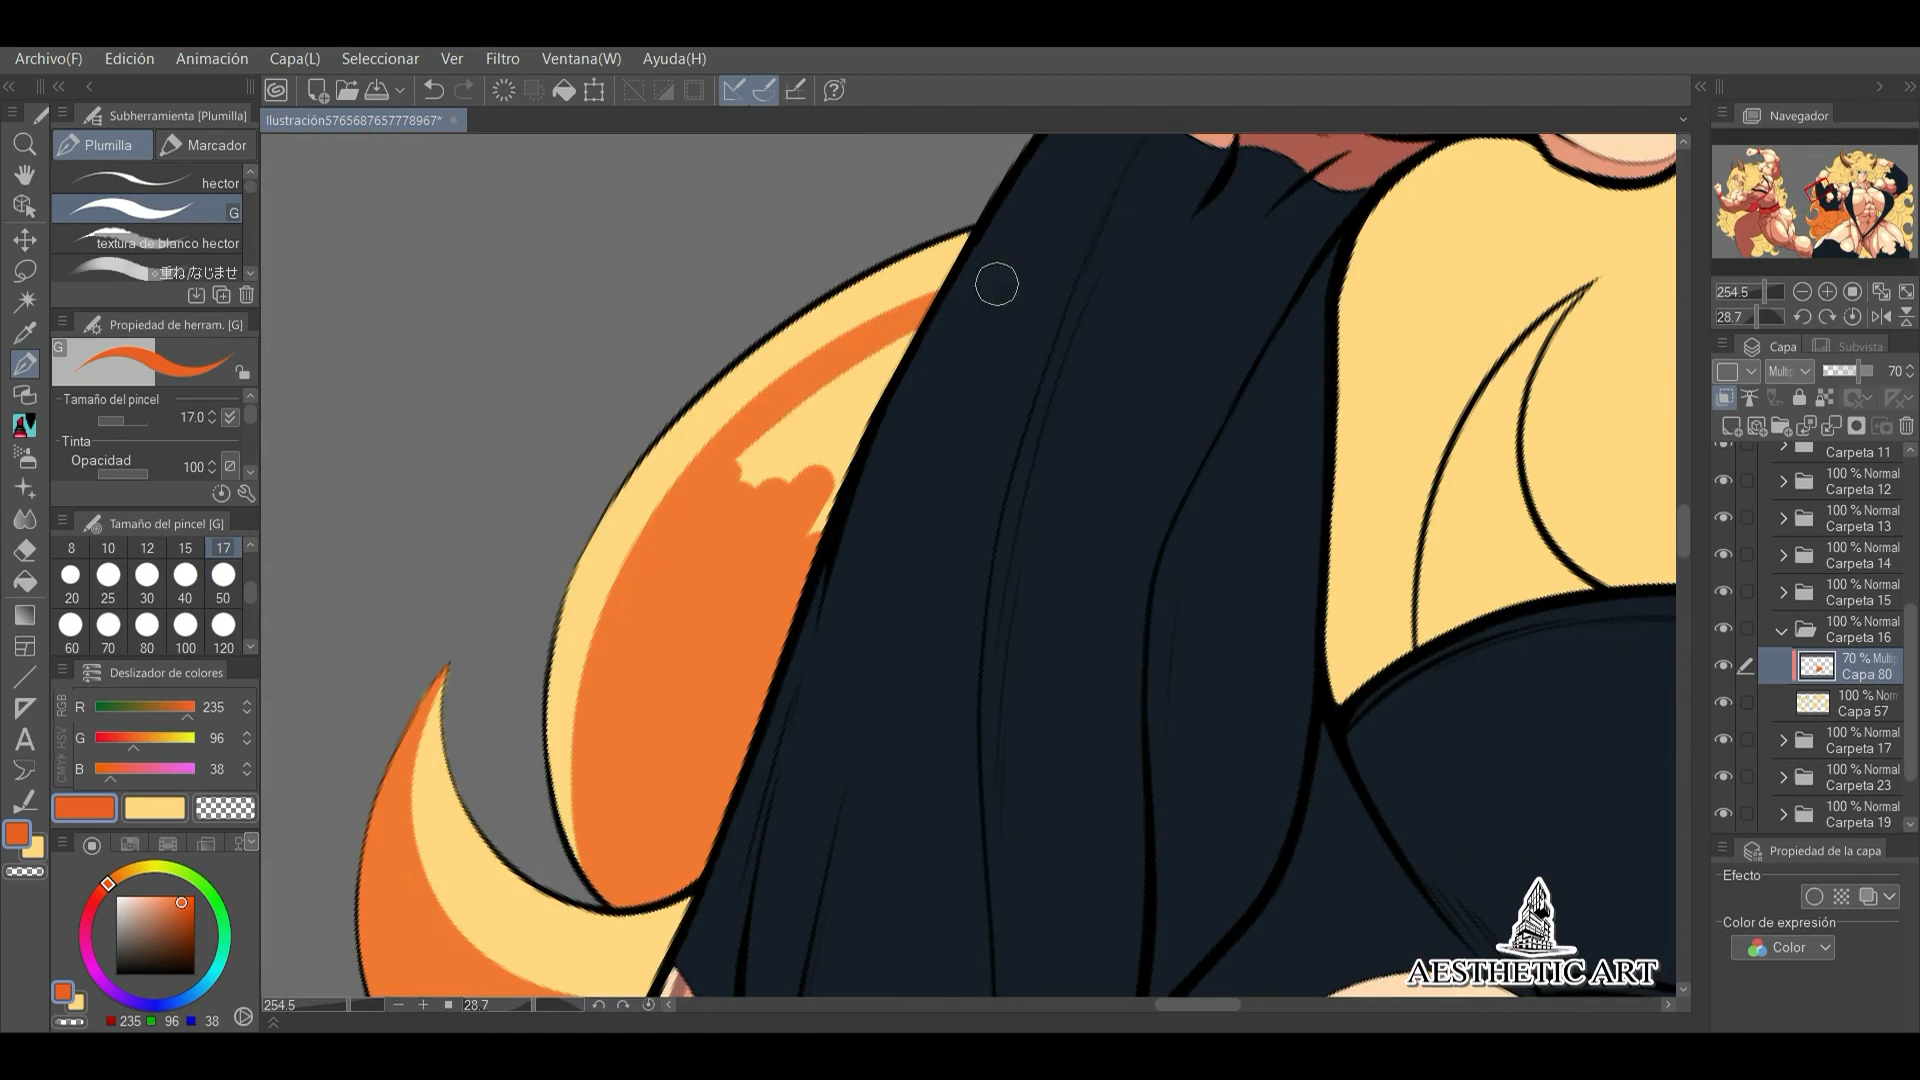 Archivo(F) Edición Animación Capa(L) Seleccionar Ver Filtro Ventana(W) Ayuda(H)
Subherramienta [Plumilla]
Ilustración5765687657778967*
Navegador
Plumilla Marcador
hector
G
textura de blanco hector
重ね/なじませ
Propiedad de herram. [G]
G
Tamaño del pincel
17.0
Tinta
Opacidad
100
Tamaño del pincel [G]
8 10 12 15 17
20 25 30 40 50
60 70 80 100 120
Deslizador de colores
RGB
HSV
CMYK
R 235
G 96
B 38
235 96 38
254.5 28.7
254.5
28.7
Capa Subvista
Multip 70
Carpeta 11
100 % Normal
Carpeta 12
100 % Normal
Carpeta 13
100 % Normal
Carpeta 14
100 % Normal
Carpeta 15
100 % Normal
Carpeta 16
70 % Multip
Capa 80
100 % Norn
Capa 57
100 % Normal
Carpeta 17
100 % Normal
Carpeta 23
100 % Normal
Carpeta 19
Propiedad de la capa
Efecto
Color de expresión
Color
AESTHETIC ART